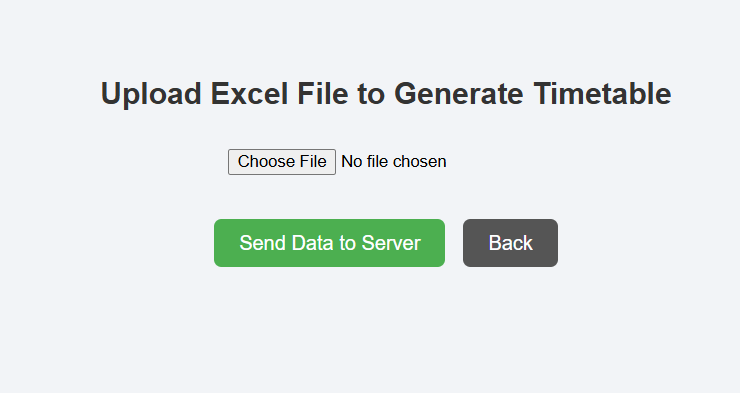 Upload Excel File to Generate Timetable
Choose File No file chosen
Send Data to Server Back